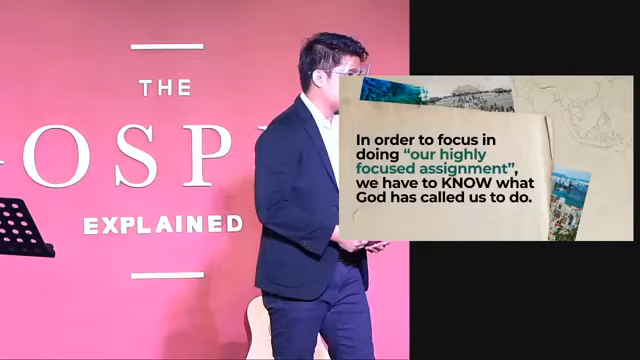 THE
GOSPEL
EXPLAINED
In order to focus in
doing “our highly
focused assignment”,
we have to KNOW what
God has called us to do.